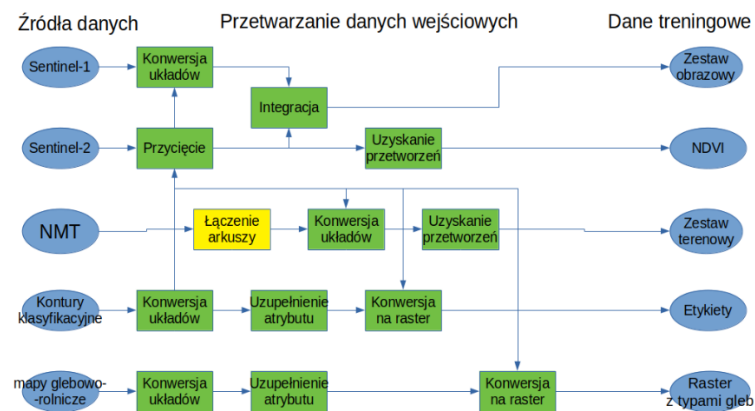 Źródła danych
Przetwarzanie danych wejściowych
Dane treningowe
Sentinel-1
Konwersja
układów
Integracja
Zestaw
obrazowy
Sentinel-2
Przycięcie
Uzyskanie
przetworzeń
NDVI
NMT
Łączenie
arkuszy
Konwersja
układów
Uzyskanie
przetworzeń
Zestaw
terenowy
Kontury
klasyfikacyjne
Konwersja
układów
Uzupełnienie
atrybutu
Konwersja
na raster
Etykiety
mapy glebowo-
-rolnicze
Konwersja
układów
Uzupełnienie
atrybutu
Konwersja
na raster
Raster
z typami gleb